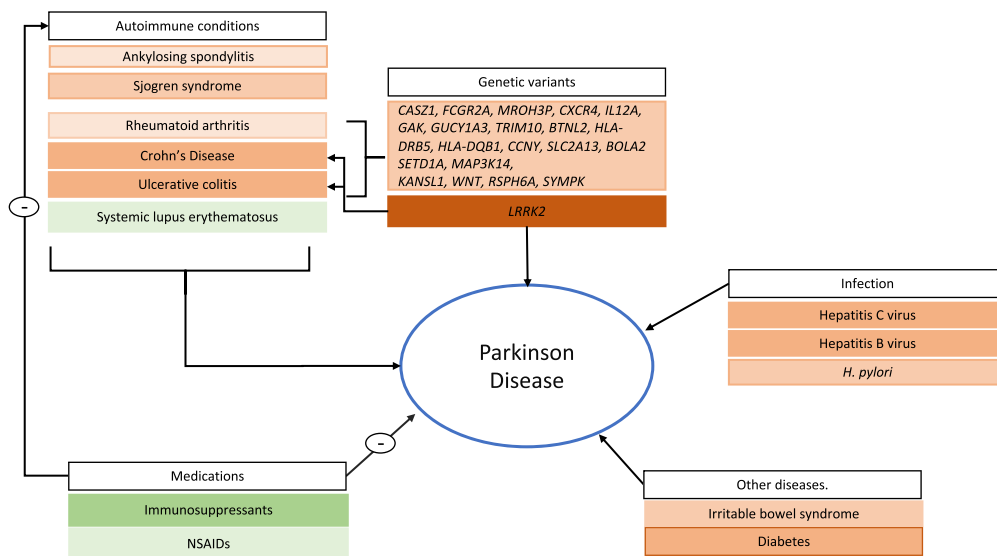 Autoimmune conditions
Ankylosing spondylitis
Sjogren syndrome
Rheumatoid arthritis
Crohn’s Disease
Ulcerative colitis
Systemic lupus erythematosus
-
Genetic variants
CASZ1, FCGR2A, MROH3P, CXCR4, IL12A,
GAK, GUCY1A3, TRIM10, BTNL2, HLA-
DRB5, HLA-DQB1, CCNY, SLC2A13, BOLA2
SETD1A, MAP3K14,
KANSL1, WNT, RSPH6A, SYMPK
LRRK2
Infection
Hepatitis C virus
Hepatitis B virus
H. pylori
Parkinson
Disease
-
Medications
Immunosuppressants
NSAIDs
Other diseases.
Irritable bowel syndrome
Diabetes